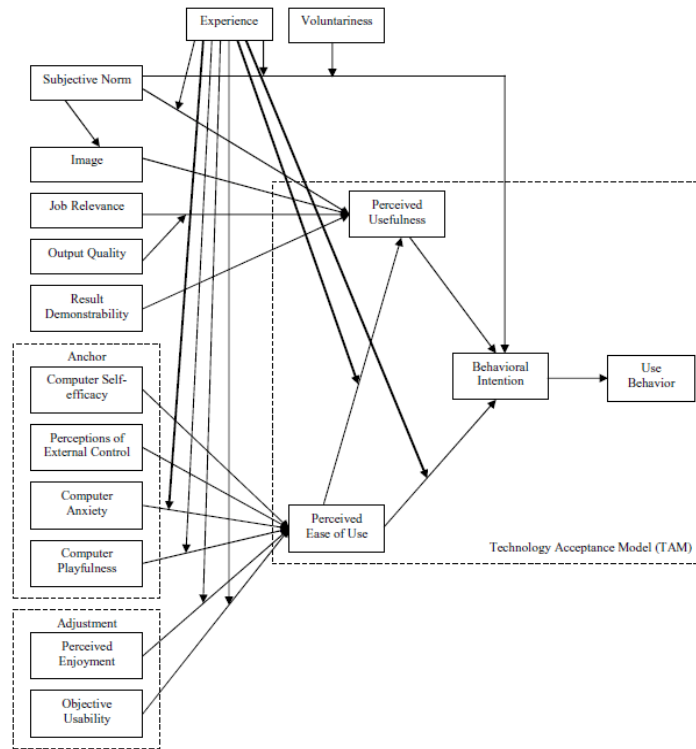 Experience
Voluntariness
Subjective Norm
Image
Job Relevance
Perceived
Usefulness
Output Quality
Result
Demonstrability
Anchor
Computer Self-
efficacy
Behavioral
Intention
Use
Behavior
Perceptions of
External Control
Computer
Anxiety
Perceived
Ease of Use
Computer
Playfulness
Technology Acceptance Model (TAM)
Adjustment
Perceived
Enjoyment
Objective
Usability